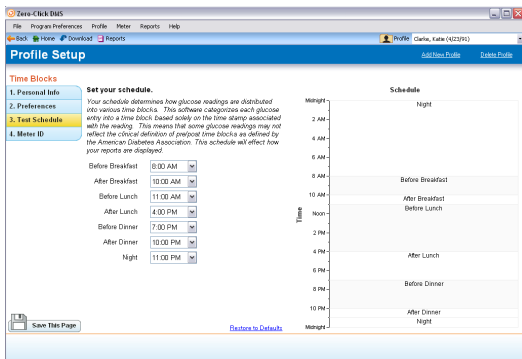 Zero-Click DMS
File Program Preferences Profile Meter Reports Help
Back Home Download Reports Profile Clarke, Katie (4/23/91)
Profile Setup Add New Profile Delete Profile
Time Blocks
1. Personal Info
2. Preferences
3. Test Schedule
4. Meter ID
Set your schedule.
Your schedule determines how glucose readings are distributed
into various time blocks. This software categorizes each glucose
entry into a time block based solely on the time stamp associated
with the reading. This means that some glucose readings may not
reflect the clinical definition of pre/post time blocks as defined by
the American Diabetes Association. This schedule will effect how
your reports are displayed.
Before Breakfast 8:00 AM
After Breakfast 10:00 AM
Before Lunch 11:00 AM
After Lunch 4:00 PM
Before Dinner 7:00 PM
After Dinner 10:00 PM
Night 11:00 PM
Restore to Defaults
Save This Page
Schedule
Time
Midnight
Night
2 AM
4 AM
6 AM
8 AM
Before Breakfast
10 AM
After Breakfast
Before Lunch
Noon
2 PM
4 PM
After Lunch
6 PM
Before Dinner
8 PM
10 PM
After Dinner
Night
Midnight